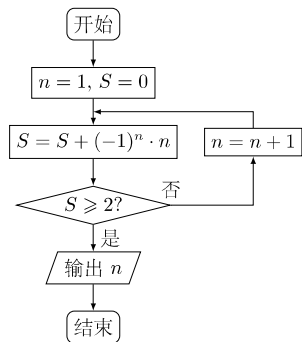 开始
n = 1, S = 0
S = S + (−1)ⁿ · n
n = n + 1
S ⩾ 2?
否
是
输出 n
结束